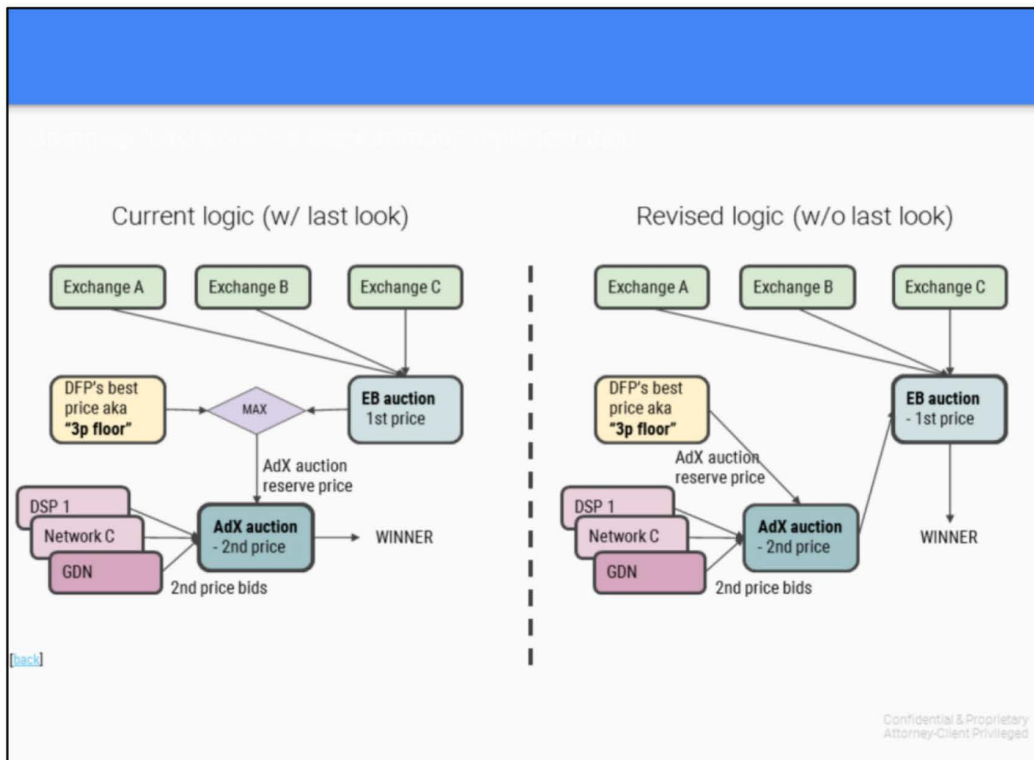 Current logic (w/ last look)
Exchange A
Exchange B
Exchange C
DFP's best
price aka
"3p floor"
MAX
EB auction
1st price
AdX auction
reserve price
DSP 1
Network C
GDN
AdX auction
- 2nd price
WINNER
2nd price bids
Revised logic (w/o last look)
Exchange A
Exchange B
Exchange C
DFP's best
price aka
"3p floor"
EB auction
- 1st price
AdX auction
reserve price
DSP 1
Network C
GDN
AdX auction
- 2nd price
WINNER
2nd price bids
[back]
Confidential & Proprietary
Attorney-Client Privileged